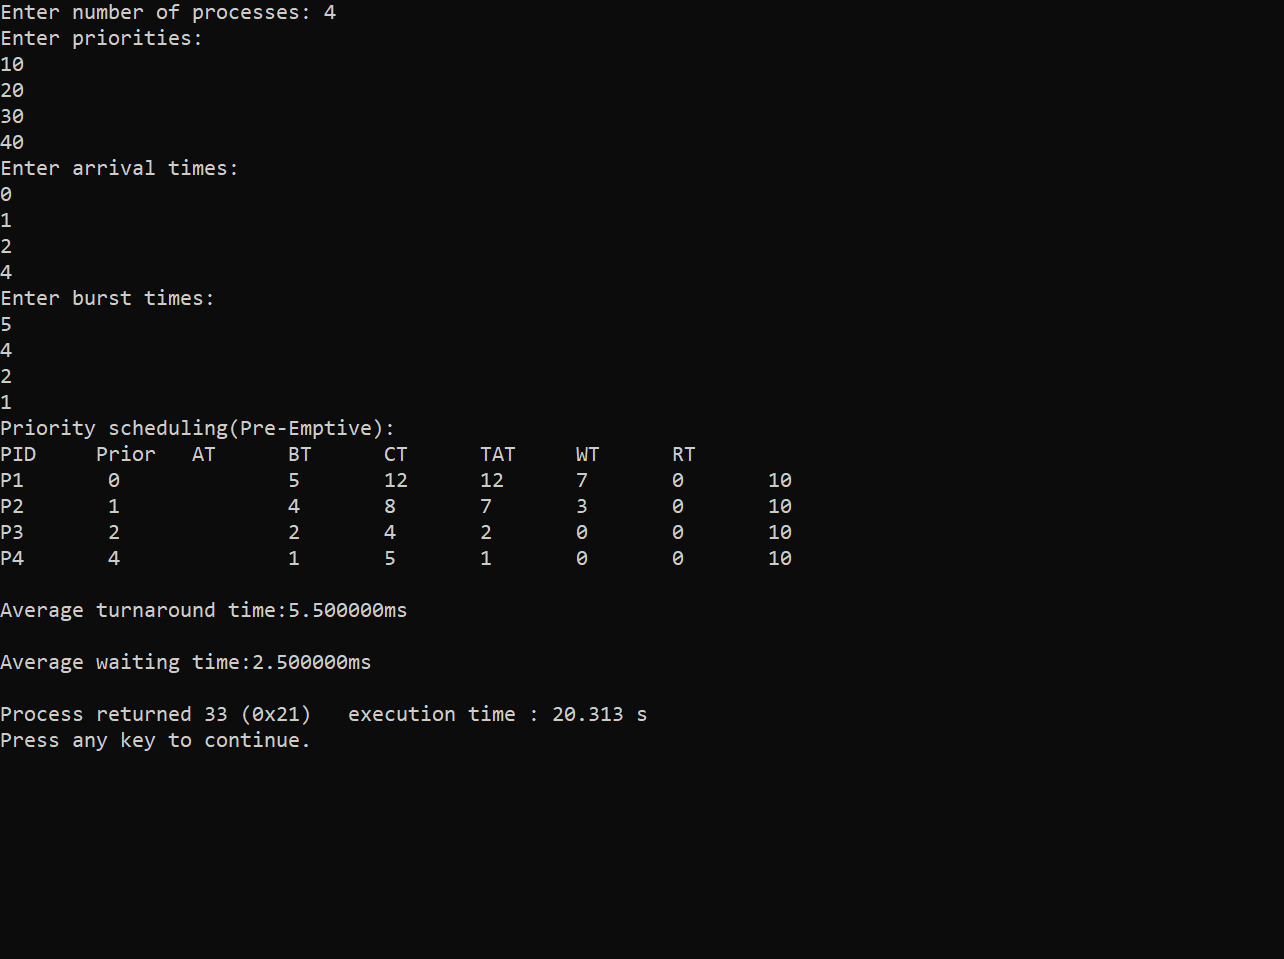 Enter number of processes: 4
Enter priorities:
10
20
30
40
Enter arrival times:
0
1
2
4
Enter burst times:
5
4
2
1
Priority scheduling(Pre-Emptive):
PID Prior AT BT CT TAT WT RT
P1 0 5 12 12 7 0 10
P2 1 4 8 7 3 0 10
P3 2 2 4 2 0 0 10
P4 4 1 5 1 0 0 10
Average turnaround time:5.500000ms
Average waiting time:2.500000ms
Process returned 33 (0x21) execution time : 20.313 s
Press any key to continue.